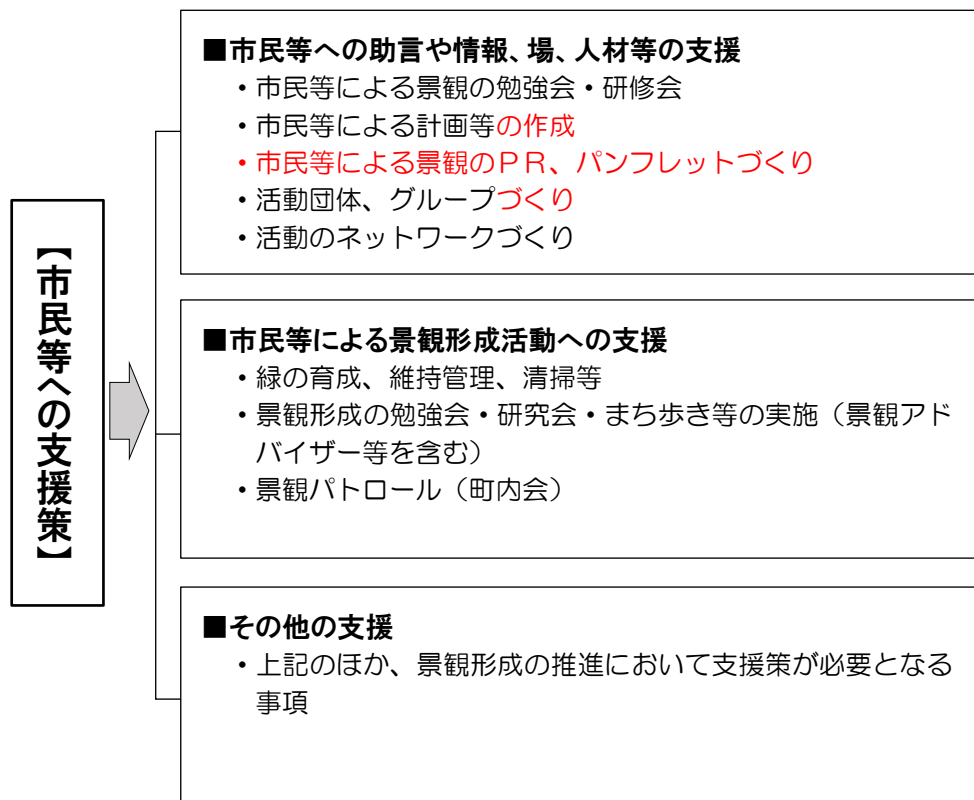 【市民等への支援策】
■市民等への助言や情報、場、人材等の支援
・市民等による景観の勉強会・研修会
・市民等による計画等の作成
・市民等による景観のＰＲ、パンフレットづくり
・活動団体、グループづくり
・活動のネットワークづくり
■市民等による景観形成活動への支援
・緑の育成、維持管理、清掃等
・景観形成の勉強会・研究会・まち歩き等の実施（景観アド
バイザー等を含む）
・景観パトロール（町内会）
■その他の支援
・上記のほか、景観形成の推進において支援策が必要となる
事項